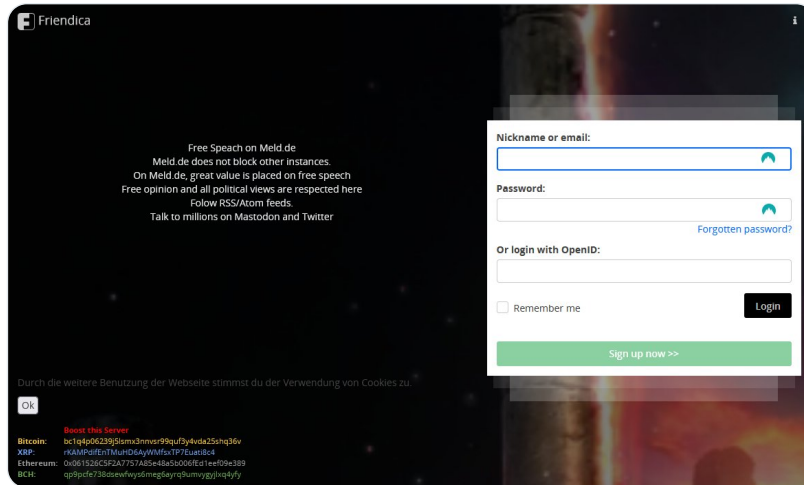 Friendica
i
Free Speach on Meld.de
Meld.de does not block other instances.
On Meld.de, great value is placed on free speech
Free opinion and all political views are respected here
Folow RSS/Atom feeds.
Talk to millions on Mastodon and Twitter
Nickname or email:
Password:
Forgotten password?
Or login with OpenID:
Remember me
Login
Sign up now >>
Durch die weitere Benutzung der Webseite stimmst du der Verwendung von Cookies zu.
Ok
Boost this Server
Bitcoin: bc1q4p06239j5lsmx3nnvsr99quf3y4vda25shq36v
XRP: rKAMPdifEnTMuHD6AyWMfsxTP7Euati8c4
Ethereum: 0x061526C5F2A7757A85e48a5b006fEd1eef09e389
BCH: qp9pcfe738dsewfwys6meg6ayrq9umvygyjlxq4yfy